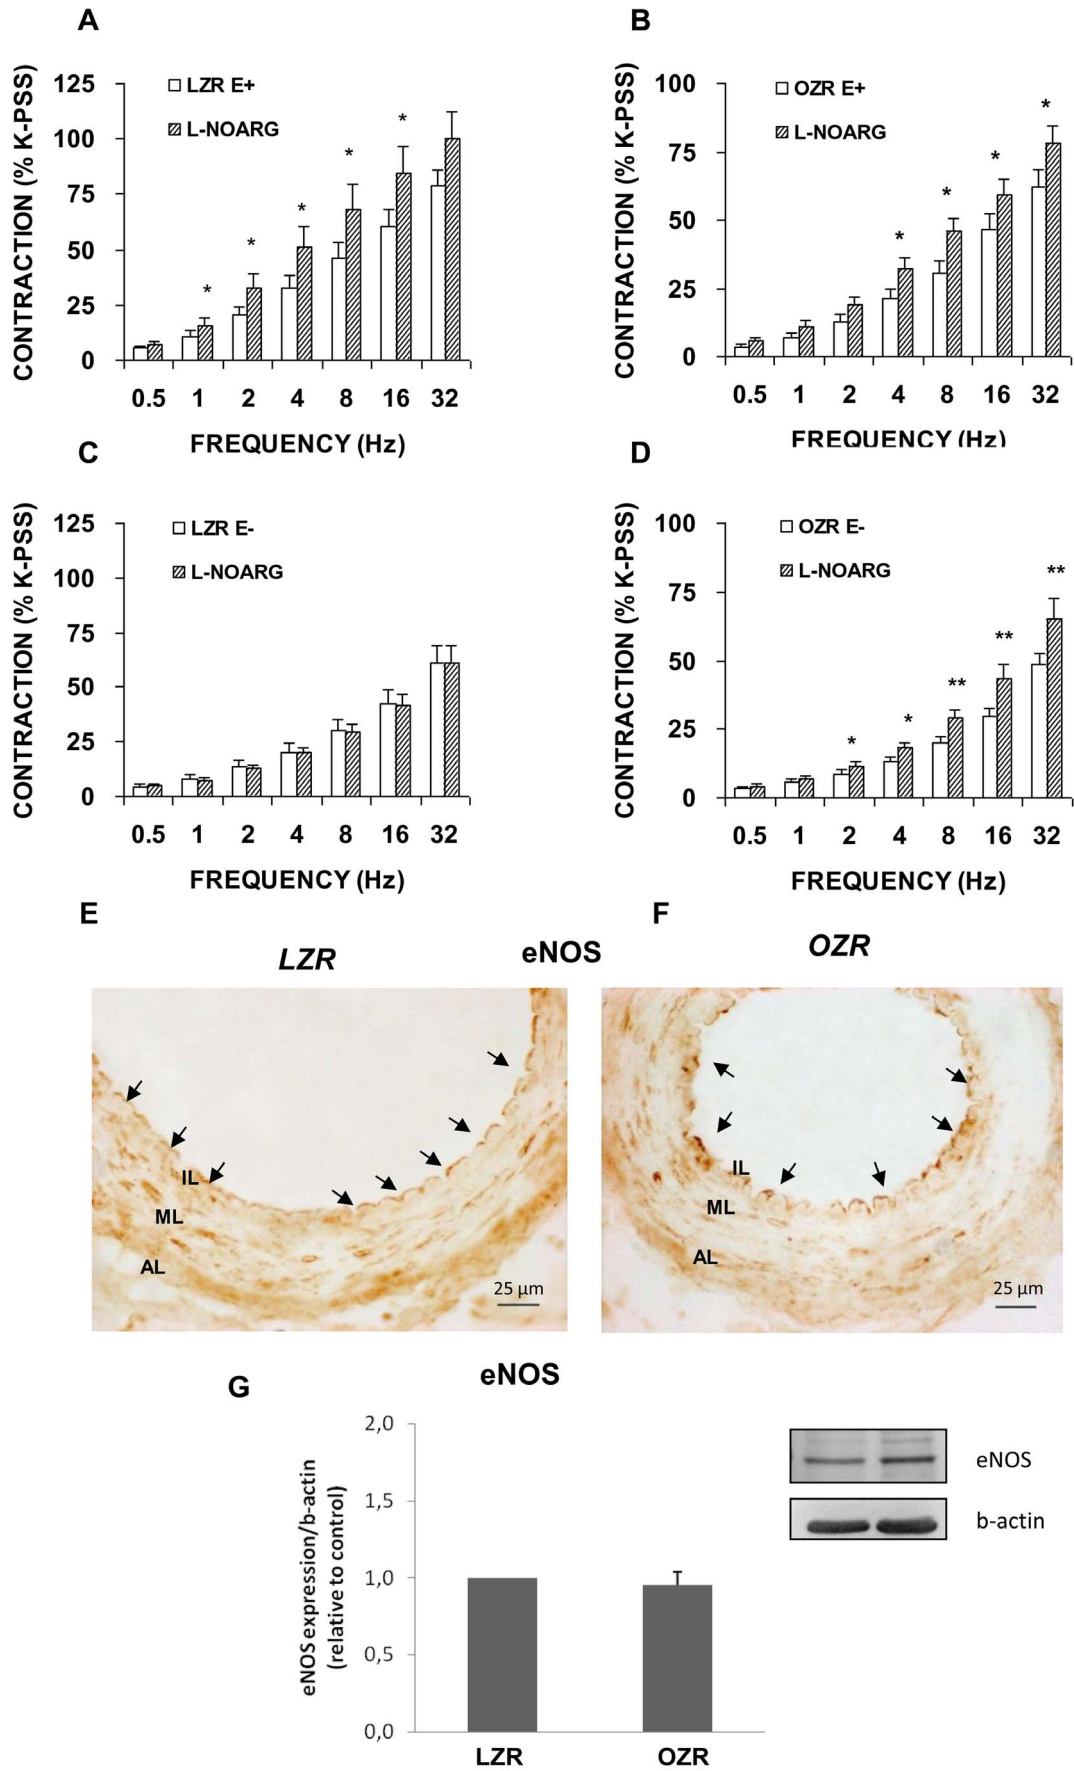 A
CONTRACTION (% K-PSS)
125
100
75
50
25
0
LZR E+
L-NOARG
*
*
*
*
*
0.5 1 2 4 8 16 32
FREQUENCY (Hz)
B
CONTRACTION (% K-PSS)
100
75
50
25
0
OZR E+
L-NOARG
*
*
*
*
0.5 1 2 4 8 16 32
FREQUENCY (Hz)
C
CONTRACTION (% K-PSS)
125
100
75
50
25
0
LZR E-
L-NOARG
0.5 1 2 4 8 16 32
FREQUENCY (Hz)
D
CONTRACTION (% K-PSS)
100
75
50
25
0
OZR E-
L-NOARG
*
*
**
**
**
0.5 1 2 4 8 16 32
FREQUENCY (Hz)
E
LZR
eNOS
F
OZR
IL
ML
AL
25 µm
IL
ML
AL
25 µm
G
eNOS
eNOS expression/b-actin
(relative to control)
2,0
1,5
1,0
0,5
0,0
LZR OZR
eNOS
b-actin